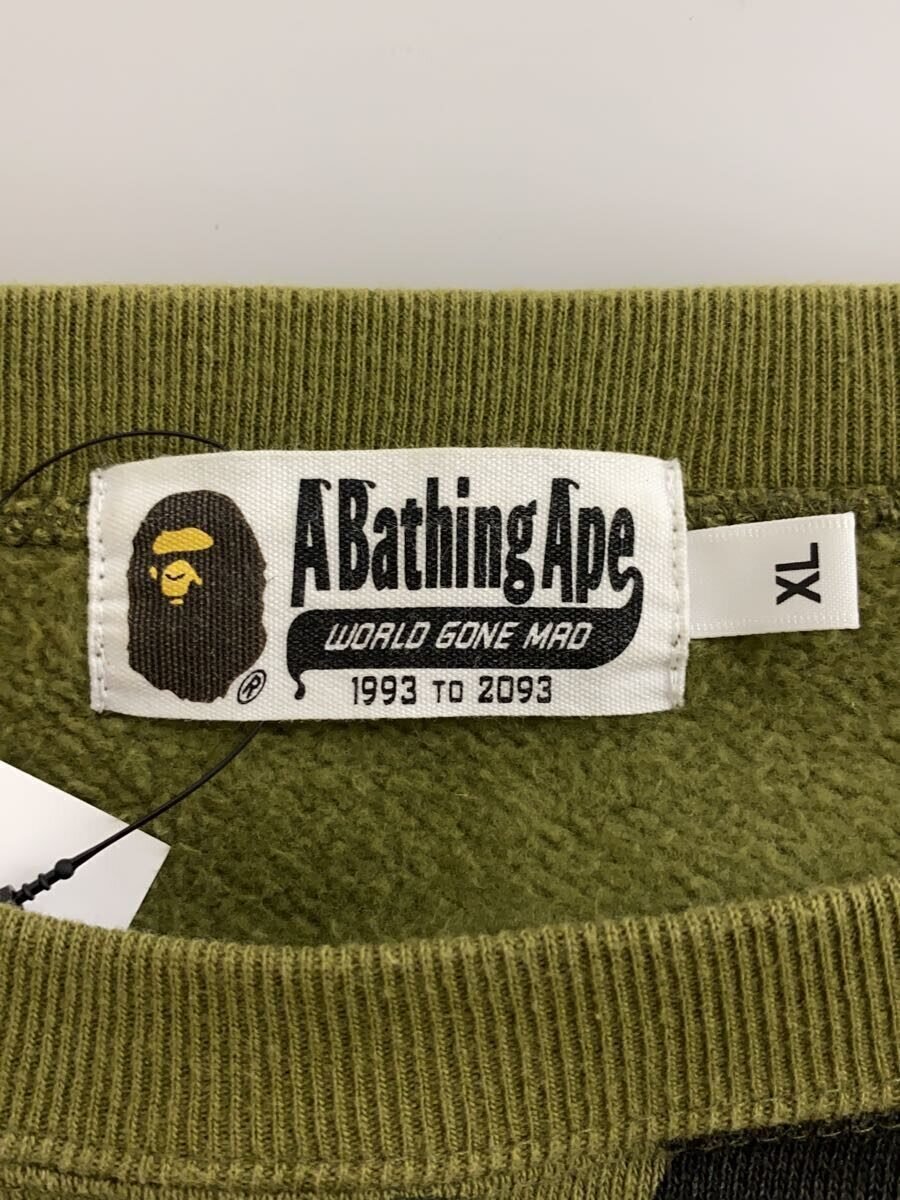 A Bathing Ape
WORLD GONE MAD
1993 TO 2093
®
XL